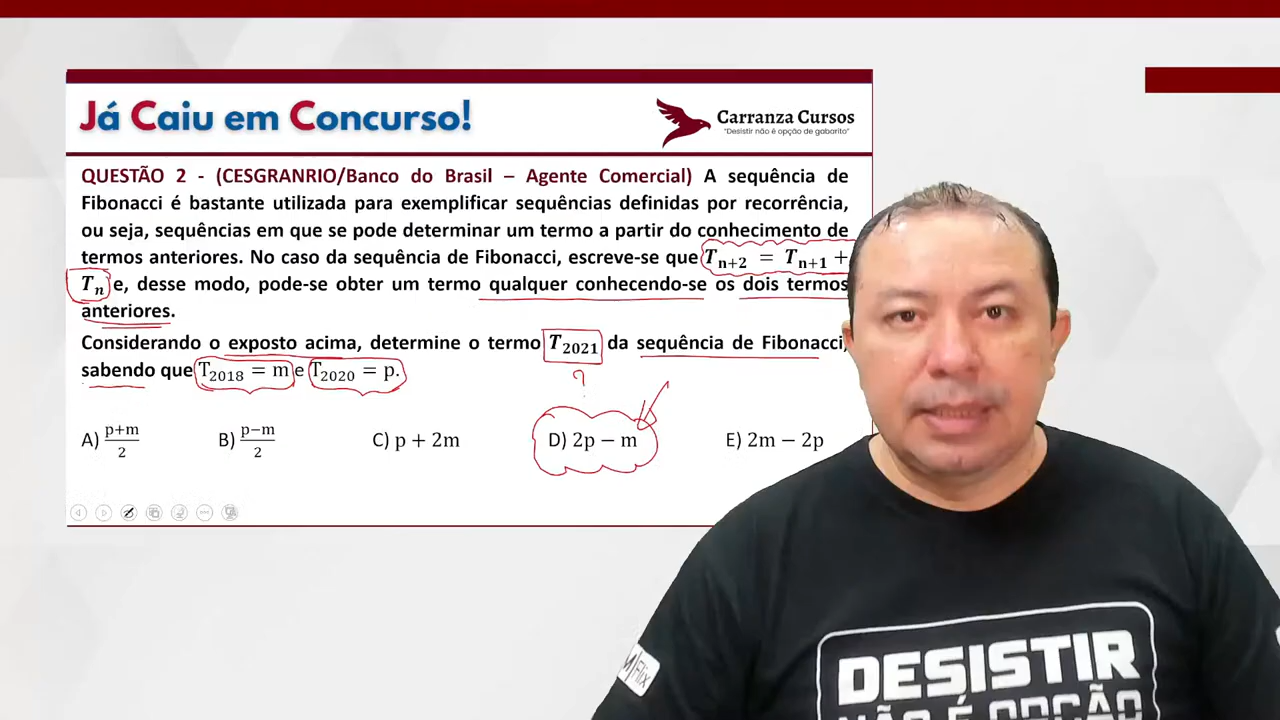 Já Caiu em Concurso!
Carranza Cursos
"Desistir não é opção de gabarito"
QUESTÃO 2 - (CESGRANRIO/Banco do Brasil – Agente Comercial) A sequência de
Fibonacci é bastante utilizada para exemplificar sequências definidas por recorrência,
ou seja, sequências em que se pode determinar um termo a partir do conhecimento de
termos anteriores. No caso da sequência de Fibonacci, escreve-se que Tₙ₊₂ = Tₙ₊₁ +
Tₙ e, desse modo, pode-se obter um termo qualquer conhecendo-se os dois termos
anteriores.
Considerando o exposto acima, determine o termo T₂₀₂₁ da sequência de Fibonacci,
sabendo que T₂₀₁₈ = m e T₂₀₂₀ = p.
?
A) (p+m)/2 B) (p−m)/2 C) p + 2m D) 2p − m E) 2m − 2p
Flix
DESISTIR
NÃO É OPÇÃO